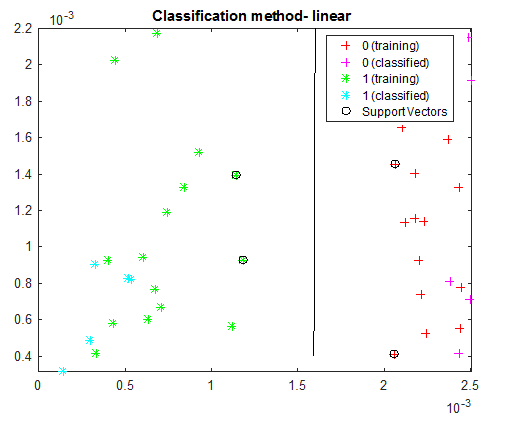 Classification method- linear
×10⁻³
2.2
2
1.8
1.6
1.4
1.2
1
0.8
0.6
0.4
0 (training)
0 (classified)
1 (training)
1 (classified)
Support Vectors
0 0.5 1 1.5 2 2.5
10⁻³